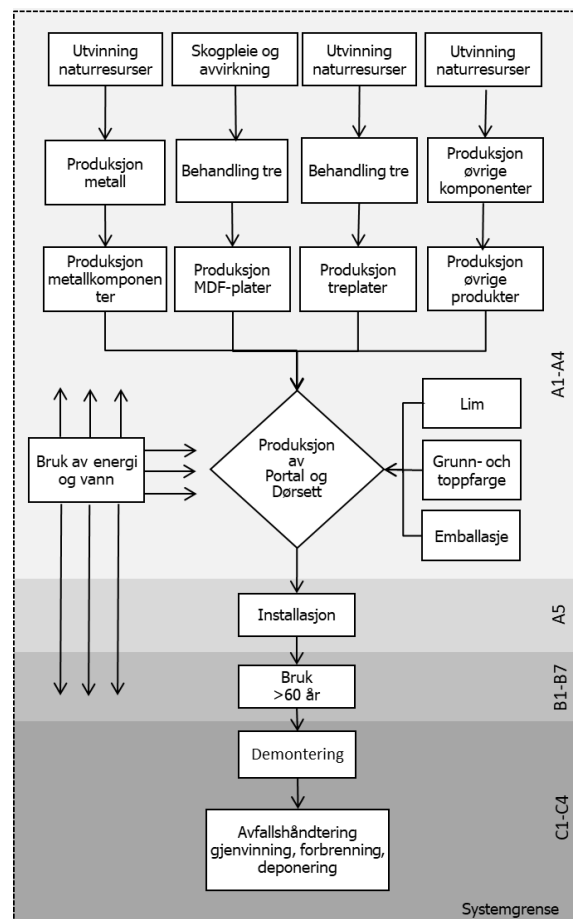 Utvinning
naturresurser
Skogpleie og
avvirkning
Utvinning
naturresurser
Utvinning
naturresurser
Produksjon
metall
Behandling tre
Behandling tre
Produksjon
øvrige
komponenter
Produksjon
metallkomponen
ter
Produksjon
MDF-plater
Produksjon
treplater
Produksjon
øvrige
produkter
A1-A4
Bruk av energi
og vann
Produksjon
av
Portal og
Dørsett
Lim
Grunn- och
toppfarge
Emballasje
Installasjon
A5
Bruk
>60 år
B1-B7
Demontering
Avfallshåndtering
gjenvinning, forbrenning,
deponering
C1-C4
Systemgrense